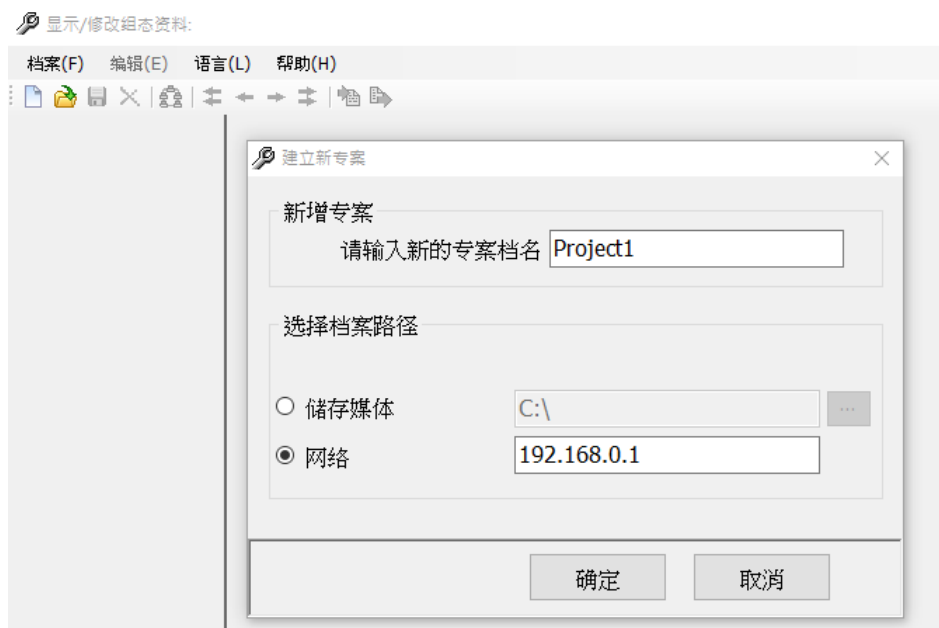 显示/修改组态资料:
档案(F) 编辑(E) 语言(L) 帮助(H)
建立新专案
新增专案
请输入新的专案档名 Project1
选择档案路径
储存媒体 C:\ ...
网络 192.168.0.1
确定 取消